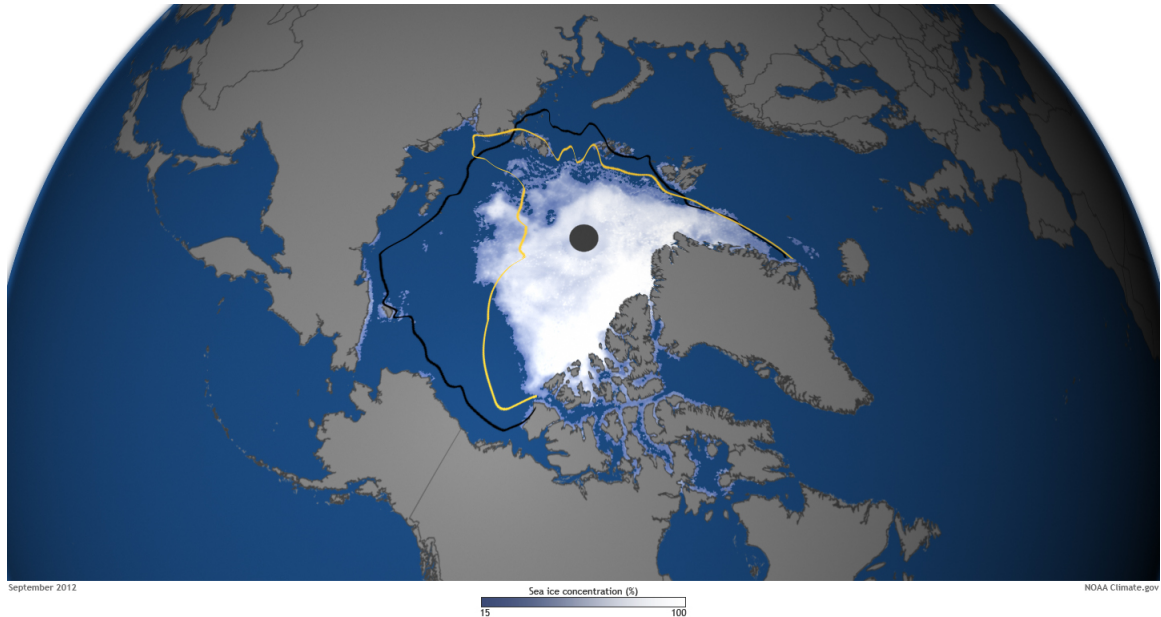 September 2012
NOAA Climate.gov
Sea ice concentration (%)
15
100